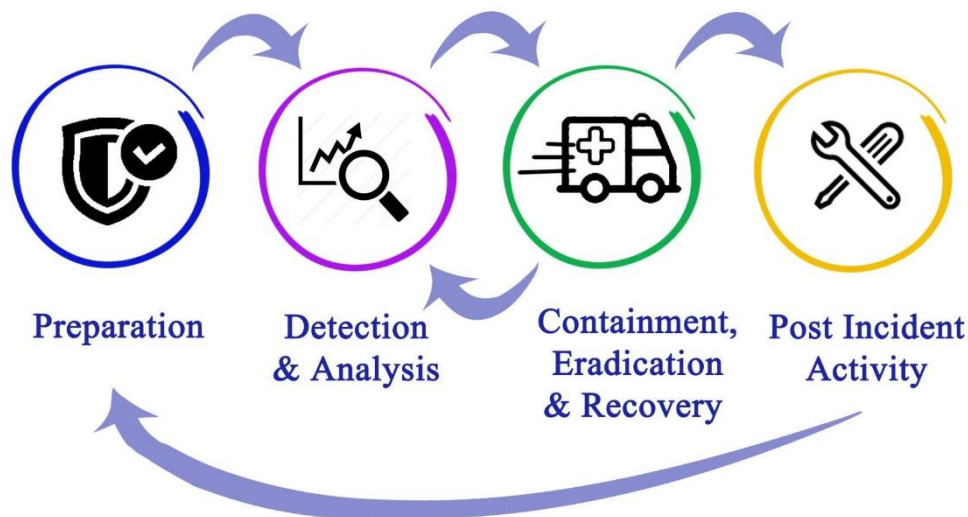 Preparation
Detection
& Analysis
Containment,
Eradication
& Recovery
Post Incident
Activity